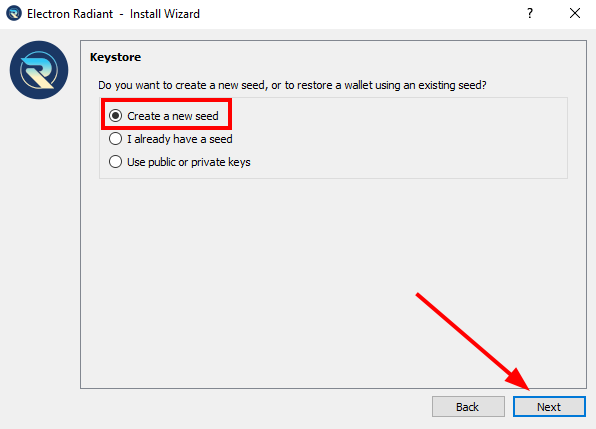 Electron Radiant - Install Wizard
?
Keystore
Do you want to create a new seed, or to restore a wallet using an existing seed?
Create a new seed
I already have a seed
Use public or private keys
Back
Next